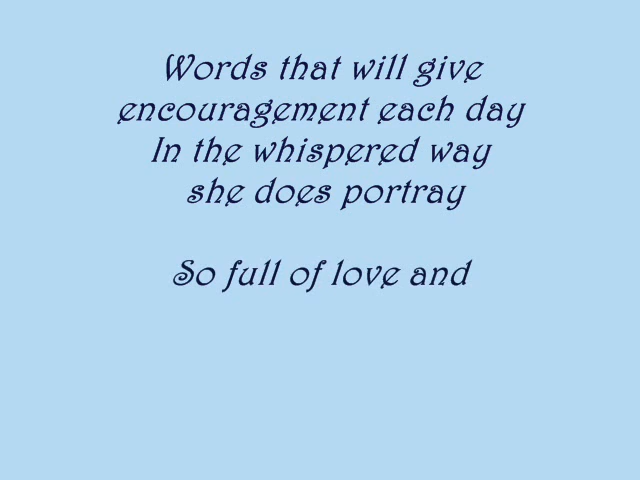 Words that will give
encouragement each day
In the whispered way
she does portray
So full of love and